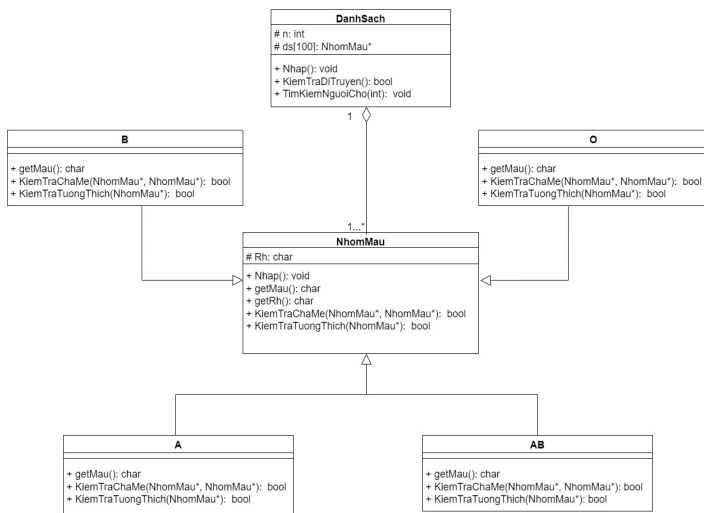 DanhSach
# n: int
# ds[100]: NhomMau*
+ Nhap(): void
+ KiemTraDiTruyen(): bool
+ TimKiemNguoiCho(int): void
1
B
+ getMau(): char
+ KiemTraChaMe(NhomMau*, NhomMau*): bool
+ KiemTraTuongThich(NhomMau*): bool
O
+ getMau(): char
+ KiemTraChaMe(NhomMau*, NhomMau*): bool
+ KiemTraTuongThich(NhomMau*): bool
1...*
NhomMau
# Rh: char
+ Nhap(): void
+ getMau(): char
+ getRh(): char
+ KiemTraChaMe(NhomMau*, NhomMau*): bool
+ KiemTraTuongThich(NhomMau*): bool
A
+ getMau(): char
+ KiemTraChaMe(NhomMau*, NhomMau*): bool
+ KiemTraTuongThich(NhomMau*): bool
AB
+ getMau(): char
+ KiemTraChaMe(NhomMau*, NhomMau*): bool
+ KiemTraTuongThich(NhomMau*): bool